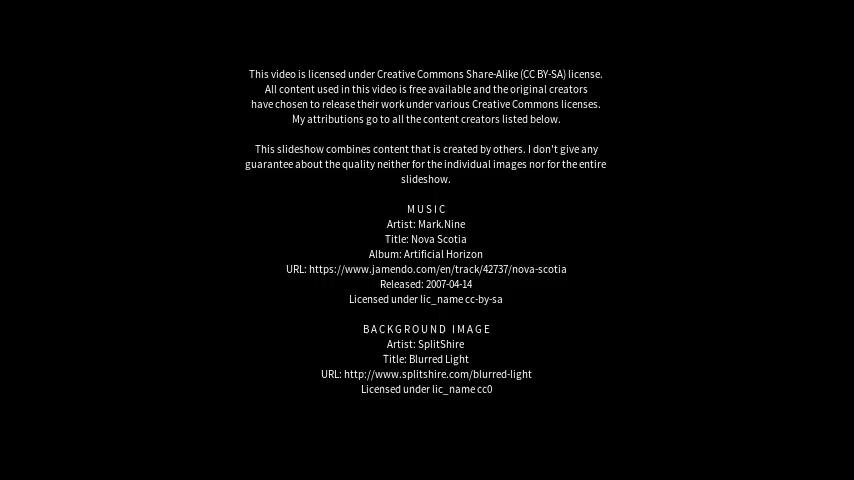 This video is licensed under Creative Commons Share-Alike (CC BY-SA) license.
All content used in this video is free available and the original creators
have chosen to release their work under various Creative Commons licenses.
My attributions go to all the content creators listed below.
This slideshow combines content that is created by others. I don't give any
guarantee about the quality neither for the individual images nor for the entire
slideshow.
MUSIC
Artist: Mark.Nine
Title: Nova Scotia
Album: Artificial Horizon
URL: https://www.jamendo.com/en/track/42737/nova-scotia
Released: 2007-04-14
Licensed under lic_name cc-by-sa
BACKGROUND IMAGE
Artist: SplitShire
Title: Blurred Light
URL: http://www.splitshire.com/blurred-light
Licensed under lic_name cc0